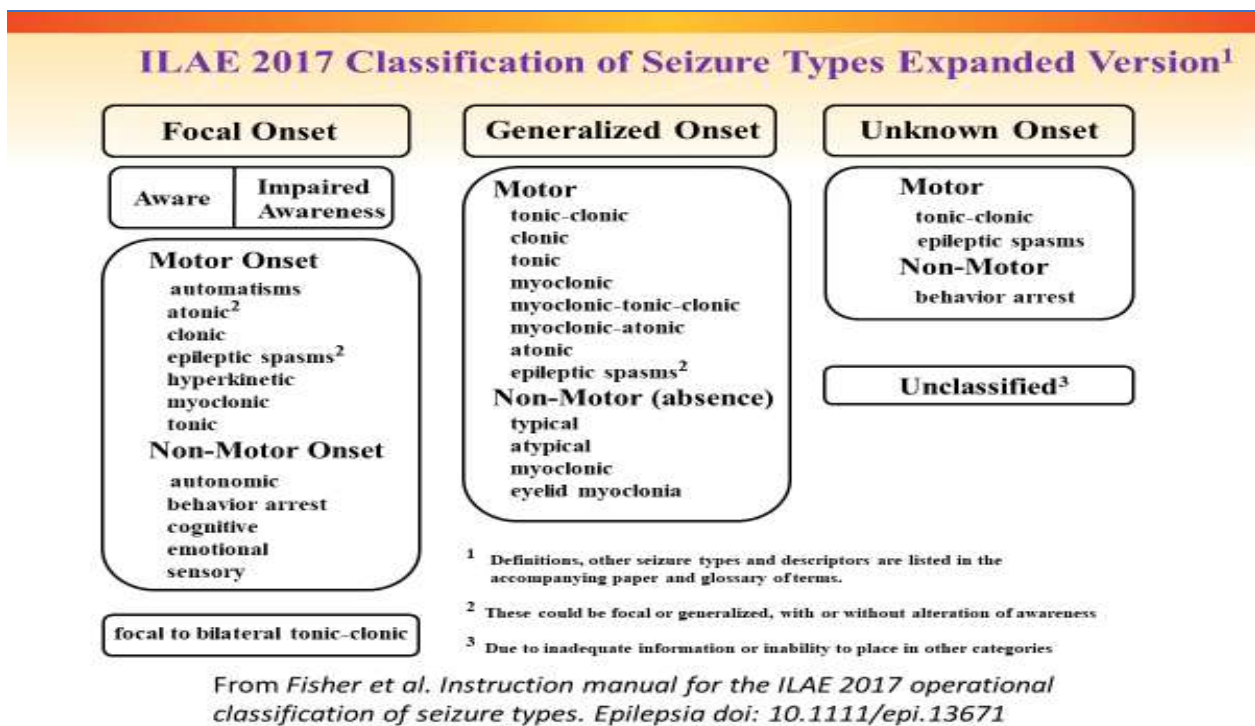 ILAE 2017 Classification of Seizure Types Expanded Version¹
Focal Onset
Aware
Impaired
Awareness
Motor Onset
automatisms
atonic²
clonic
epileptic spasms²
hyperkinetic
myoclonic
tonic
Non-Motor Onset
autonomic
behavior arrest
cognitive
emotional
sensory
focal to bilateral tonic-clonic
Generalized Onset
Motor
tonic-clonic
clonic
tonic
myoclonic
myoclonic-tonic-clonic
myoclonic-atonic
atonic
epileptic spasms²
Non-Motor (absence)
typical
atypical
myoclonic
eyelid myoclonia
Unknown Onset
Motor
tonic-clonic
epileptic spasms
Non-Motor
behavior arrest
Unclassified³
¹ Definitions, other seizure types and descriptors are listed in the
accompanying paper and glossary of terms.
² These could be focal or generalized, with or without alteration of awareness
³ Due to inadequate information or inability to place in other categories
From Fisher et al. Instruction manual for the ILAE 2017 operational
classification of seizure types. Epilepsia doi: 10.1111/epi.13671